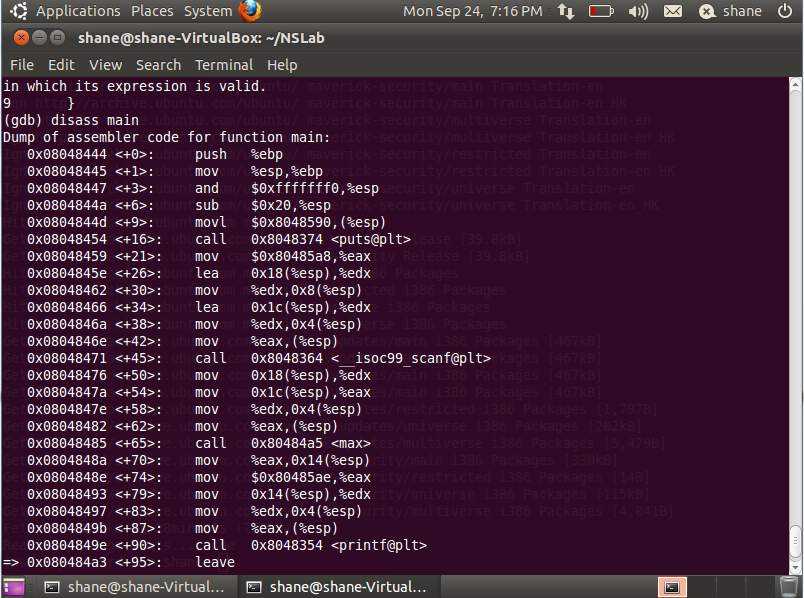 Applications Places System Mon Sep 24, 7:16 PM shane
shane@shane-VirtualBox: ~/NSLab
File Edit View Search Terminal Help
in which its expression is valid.
9 }
(gdb) disass main
Dump of assembler code for function main:
0x08048444 <+0>: push %ebp
0x08048445 <+1>: mov %esp,%ebp
0x08048447 <+3>: and $0xfffffff0,%esp
0x0804844a <+6>: sub $0x20,%esp
0x0804844d <+9>: movl $0x8048590,(%esp)
0x08048454 <+16>: call 0x8048374 <puts@plt>
0x08048459 <+21>: mov $0x80485a8,%eax
0x0804845e <+26>: lea 0x18(%esp),%edx
0x08048462 <+30>: mov %edx,0x8(%esp)
0x08048466 <+34>: lea 0x1c(%esp),%edx
0x0804846a <+38>: mov %edx,0x4(%esp)
0x0804846e <+42>: mov %eax,(%esp)
0x08048471 <+45>: call 0x8048364 <__isoc99_scanf@plt>
0x08048476 <+50>: mov 0x18(%esp),%edx
0x0804847a <+54>: mov 0x1c(%esp),%eax
0x0804847e <+58>: mov %edx,0x4(%esp)
0x08048482 <+62>: mov %eax,(%esp)
0x08048485 <+65>: call 0x80484a5 <max>
0x0804848a <+70>: mov %eax,0x14(%esp)
0x0804848e <+74>: mov $0x80485ae,%eax
0x08048493 <+79>: mov 0x14(%esp),%edx
0x08048497 <+83>: mov %edx,0x4(%esp)
0x0804849b <+87>: mov %eax,(%esp)
0x0804849e <+90>: call 0x8048354 <printf@plt>
=> 0x080484a3 <+95>: leave
shane@shane-Virtual... shane@shane-Virtual...